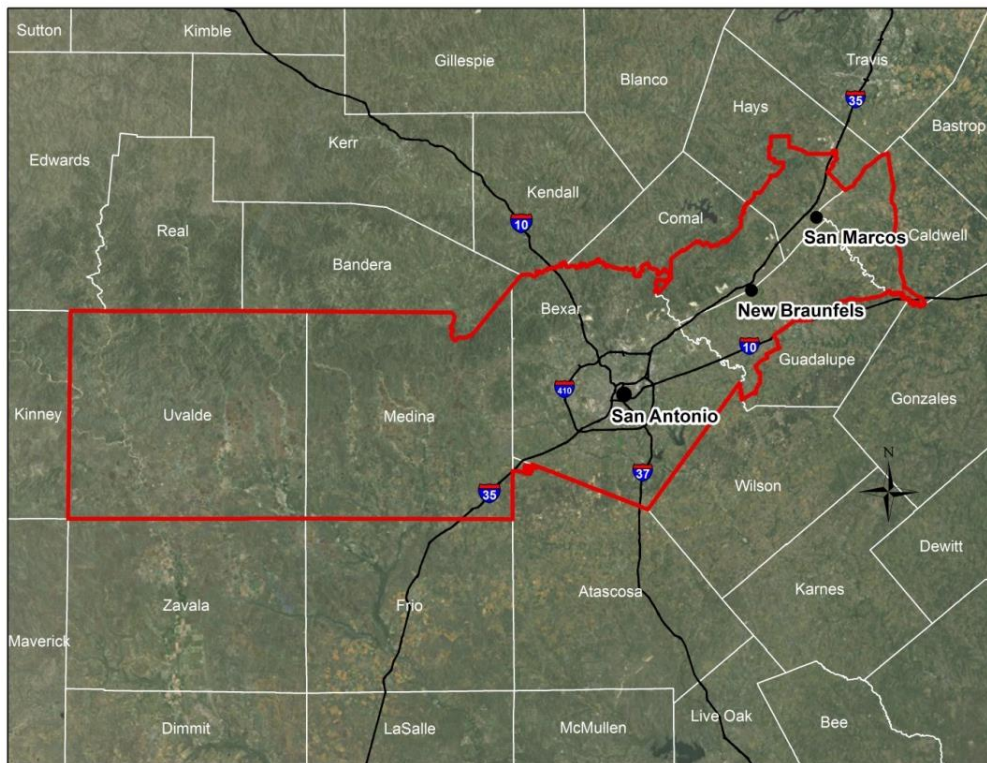 Sutton
Kimble
Gillespie
Travis
Blanco
35
Hays
Bastrop
Kerr
Edwards
Kendall
Comal
10
San Marcos
Real
Caldwell
Bandera
Bexar
New Braunfels
10
Guadalupe
410
Kinney
Uvalde
Medina
San Antonio
Gonzales
N
37
Wilson
35
Dewitt
Karnes
Atascosa
Zavala
Frio
Maverick
Dimmit
LaSalle
McMullen
Live Oak
Bee